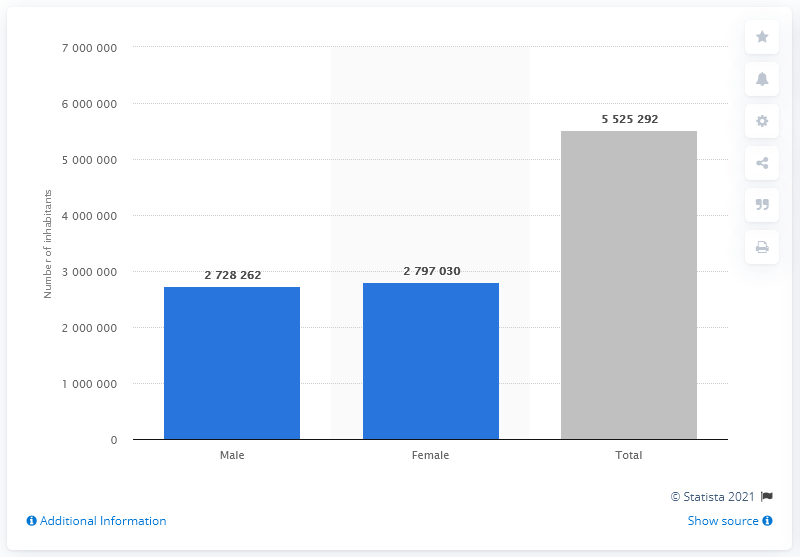 7 000 000
6 000 000
5 000 000
4 000 000
3 000 000
2 000 000
1 000 000
0
Number of inhabitants
2 728 262
2 797 030
5 525 292
Male
Female
Total
© Statista 2021
Additional Information
Show source